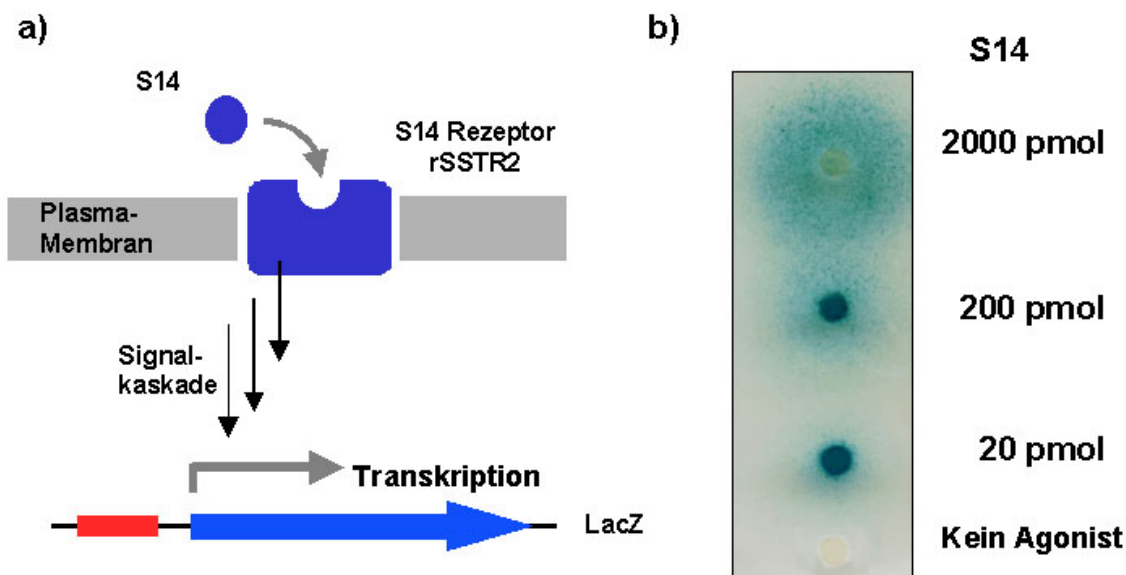 a)
S14
S14 Rezeptor
rSSTR2
Plasma-
Membran
Signal-
kaskade
Transkription
LacZ
b)
S14
2000 pmol
200 pmol
20 pmol
Kein Agonist